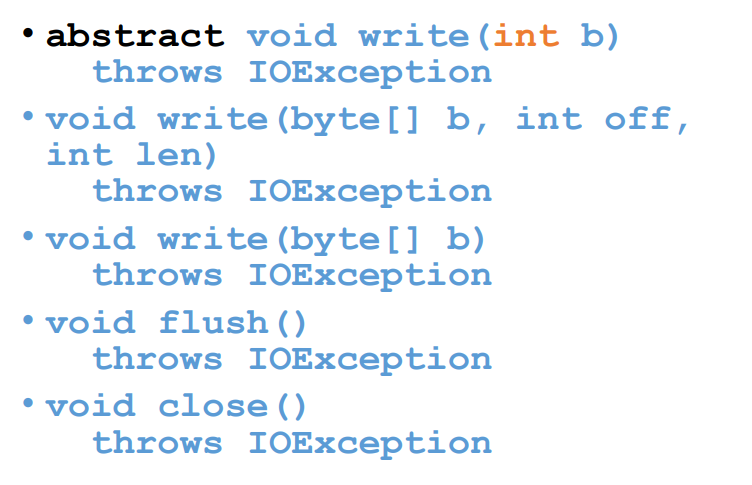 • abstract void write(int b)
throws IOException
• void write(byte[] b, int off,
int len)
throws IOException
• void write(byte[] b)
throws IOException
• void flush()
throws IOException
• void close()
throws IOException